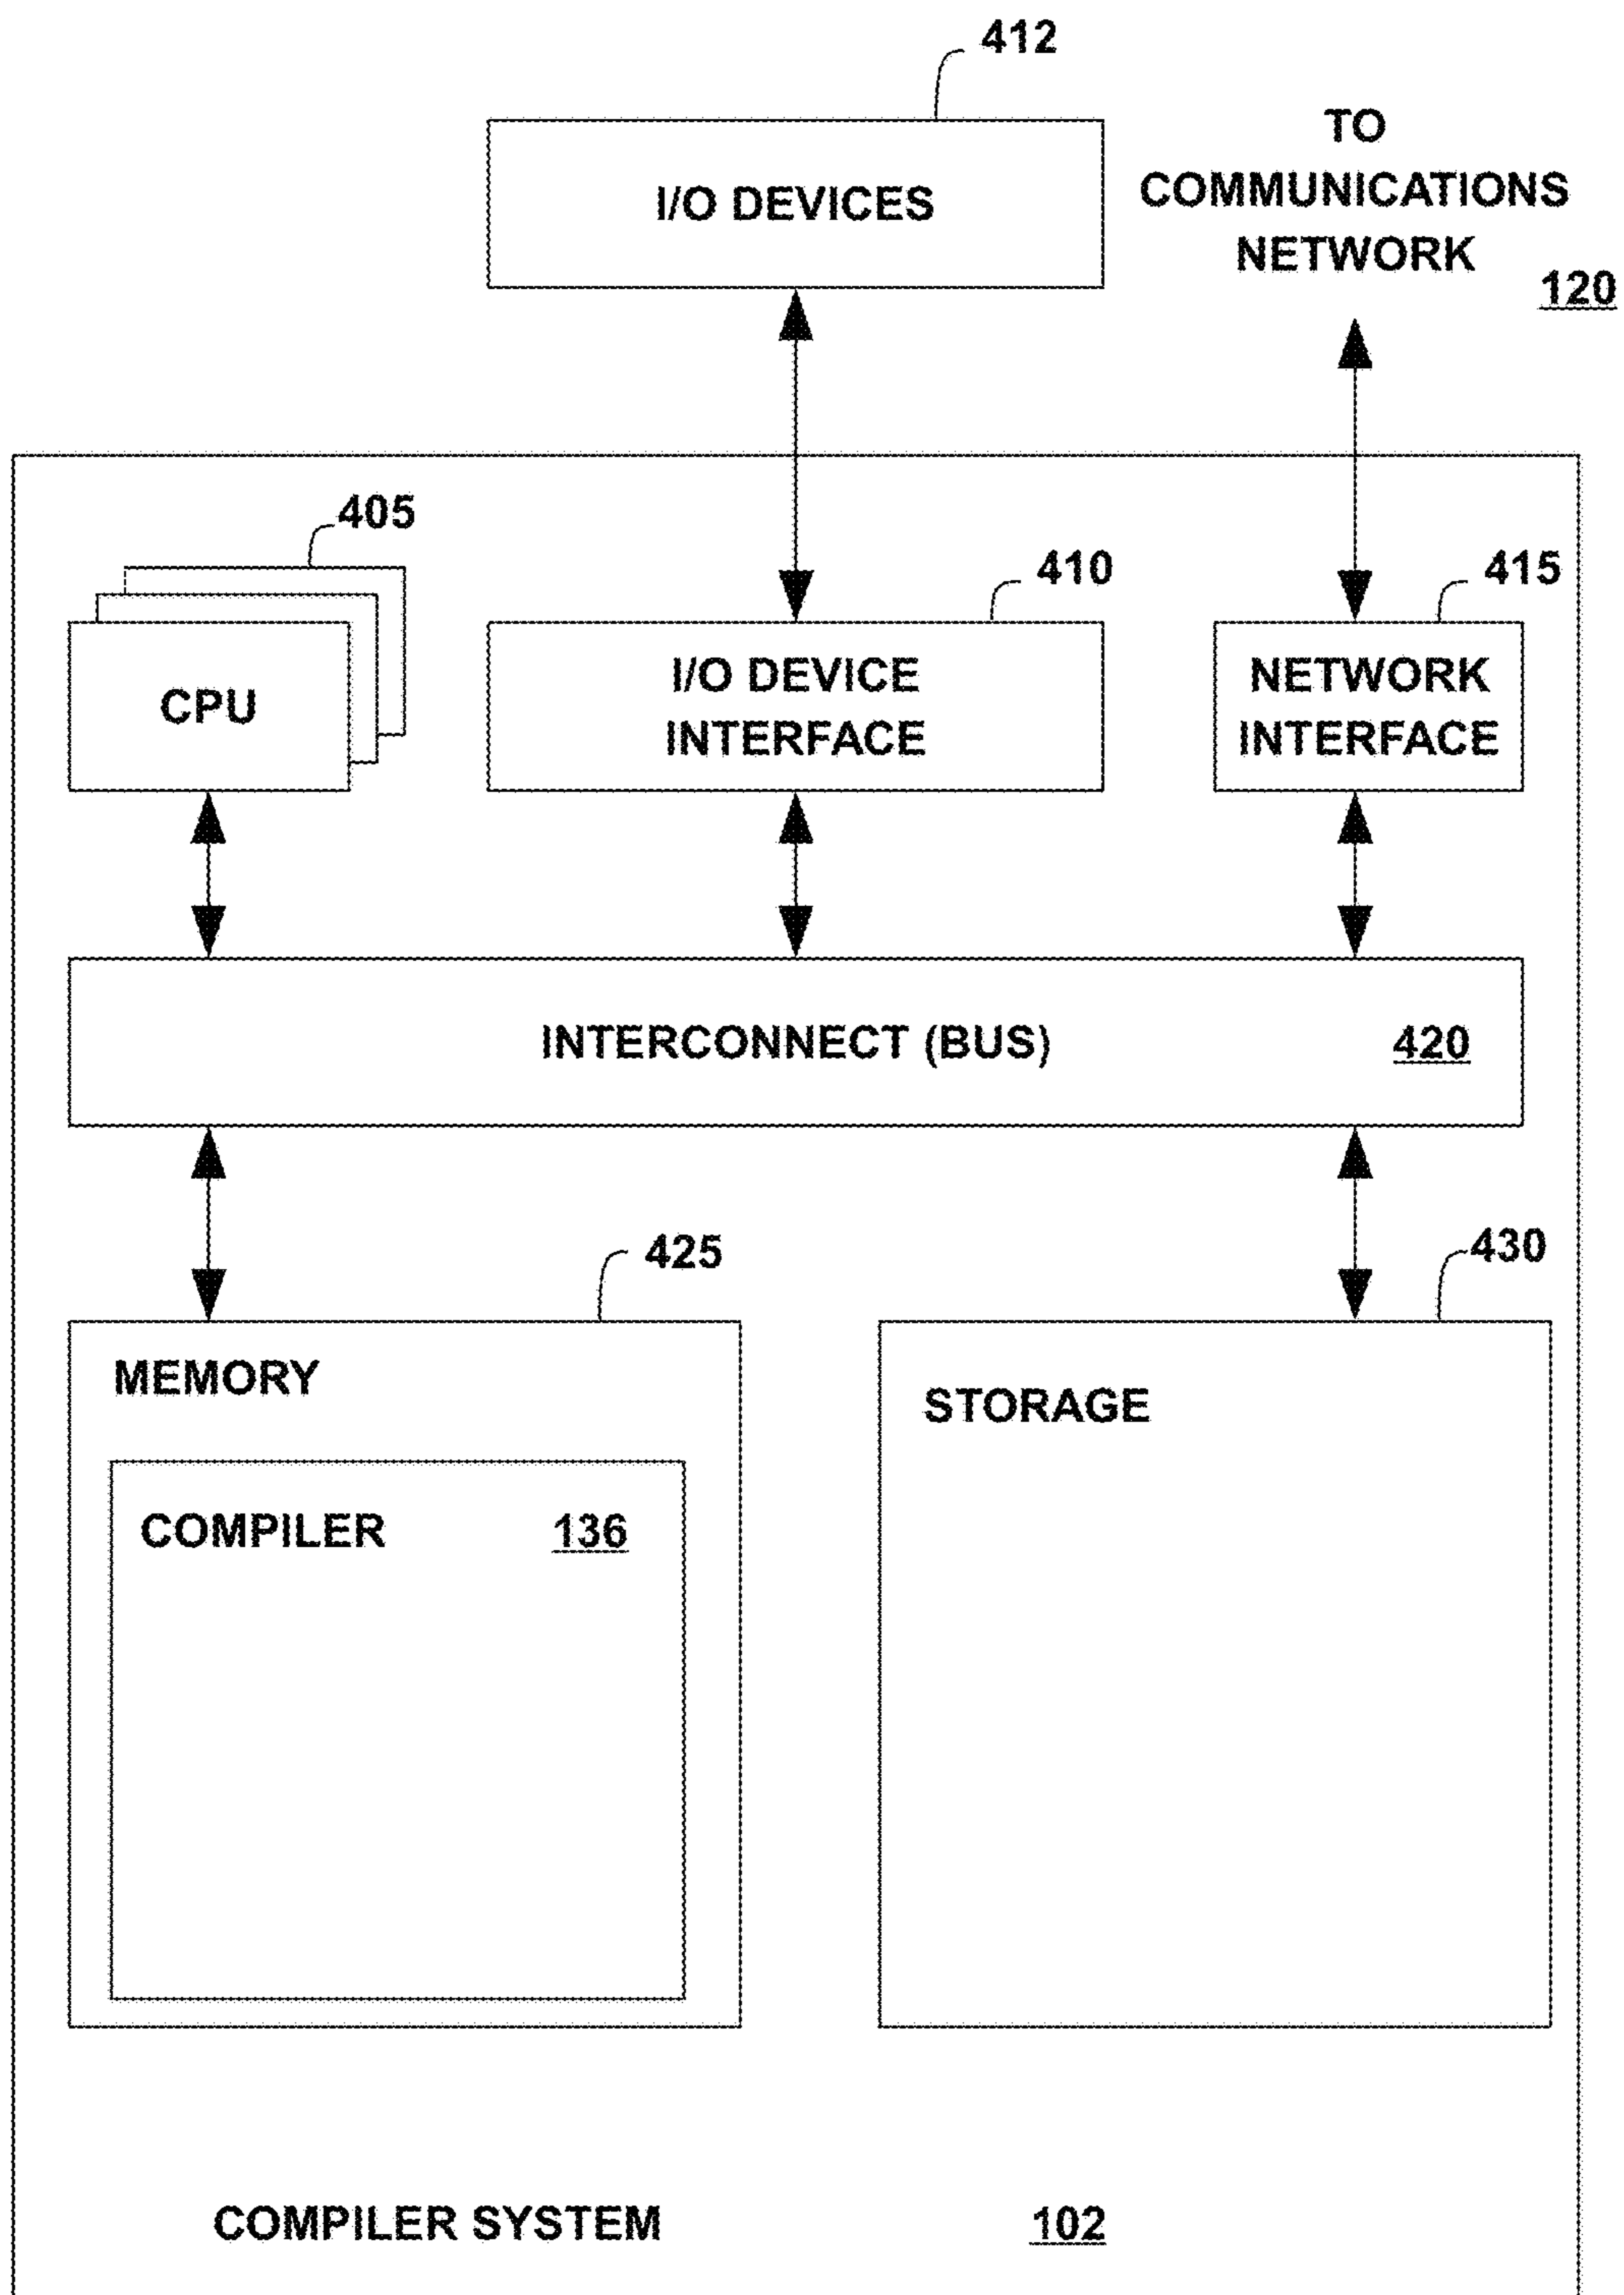 412
I/O DEVICES
TO
COMMUNICATIONS
NETWORK
120
405
410
415
CPU
I/O DEVICE
INTERFACE
NETWORK
INTERFACE
INTERCONNECT (BUS)
420
425
430
MEMORY
STORAGE
COMPILER
136
COMPILER SYSTEM
102